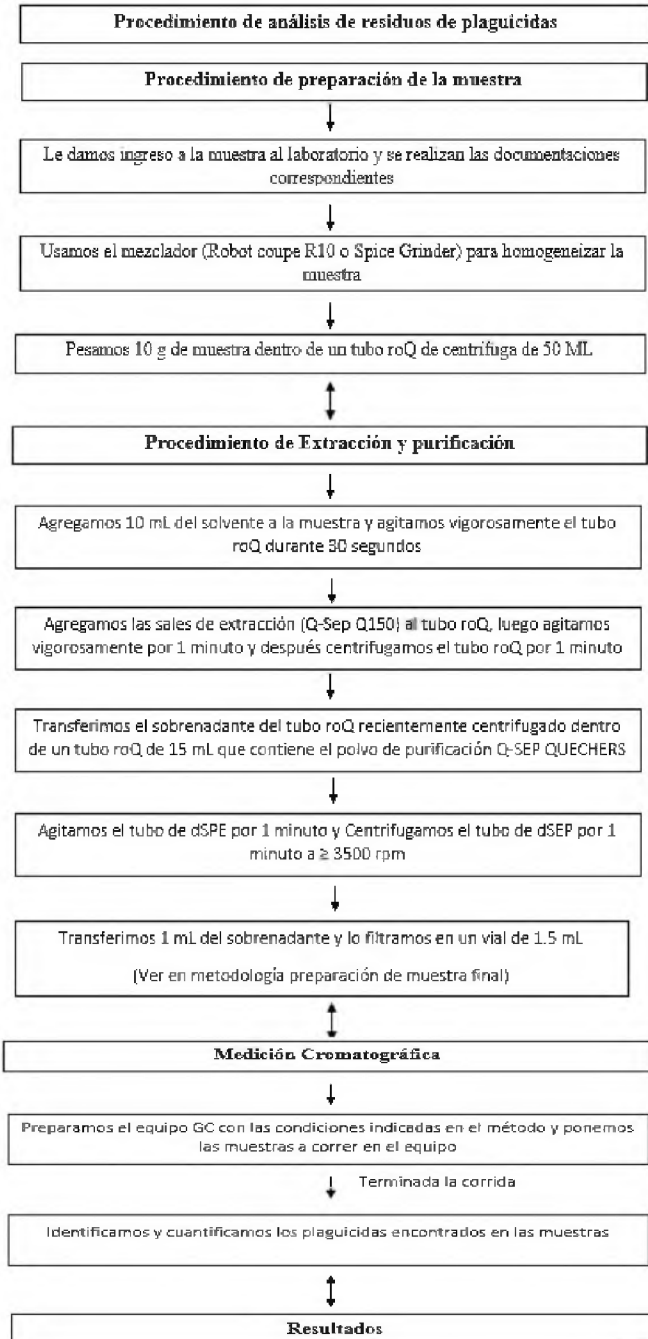 Procedimiento de análisis de residuos de plaguicidas
Procedimiento de preparación de la muestra
Le damos ingreso a la muestra al laboratorio y se realizan las documentaciones
correspondientes
Usamos el mezclador (Robot coupe R10 o Spice Grinder) para homogeneizar la
muestra
Pesamos 10 g de muestra dentro de un tubo roQ de centrifuga de 50 ML
Procedimiento de Extracción y purificación
Agregamos 10 mL del solvente a la muestra y agitamos vigorosamente el tubo
roQ durante 30 segundos
Agregamos las sales de extracción (Q-Sep Q150) al tubo roQ, luego agitamos
vigorosamente por 1 minuto y después centrifugamos el tubo roQ por 1 minuto
Transferimos el sobrenadante del tubo roQ recientemente centrifugado dentro
de un tubo roQ de 15 mL que contiene el polvo de purificación Q-SEP QUECHERS
Agitamos el tubo de dSPE por 1 minuto y Centrifugamos el tubo de dSEP por 1
minuto a ≥ 3500 rpm
Transferimos 1 mL del sobrenadante y lo filtramos en un vial de 1.5 mL
(Ver en metodología preparación de muestra final)
Medición Cromatográfica
Preparamos el equipo GC con las condiciones indicadas en el método y ponemos
las muestras a correr en el equipo
Terminada la corrida
Identificamos y cuantificamos los plaguicidas encontrados en las muestras
Resultados